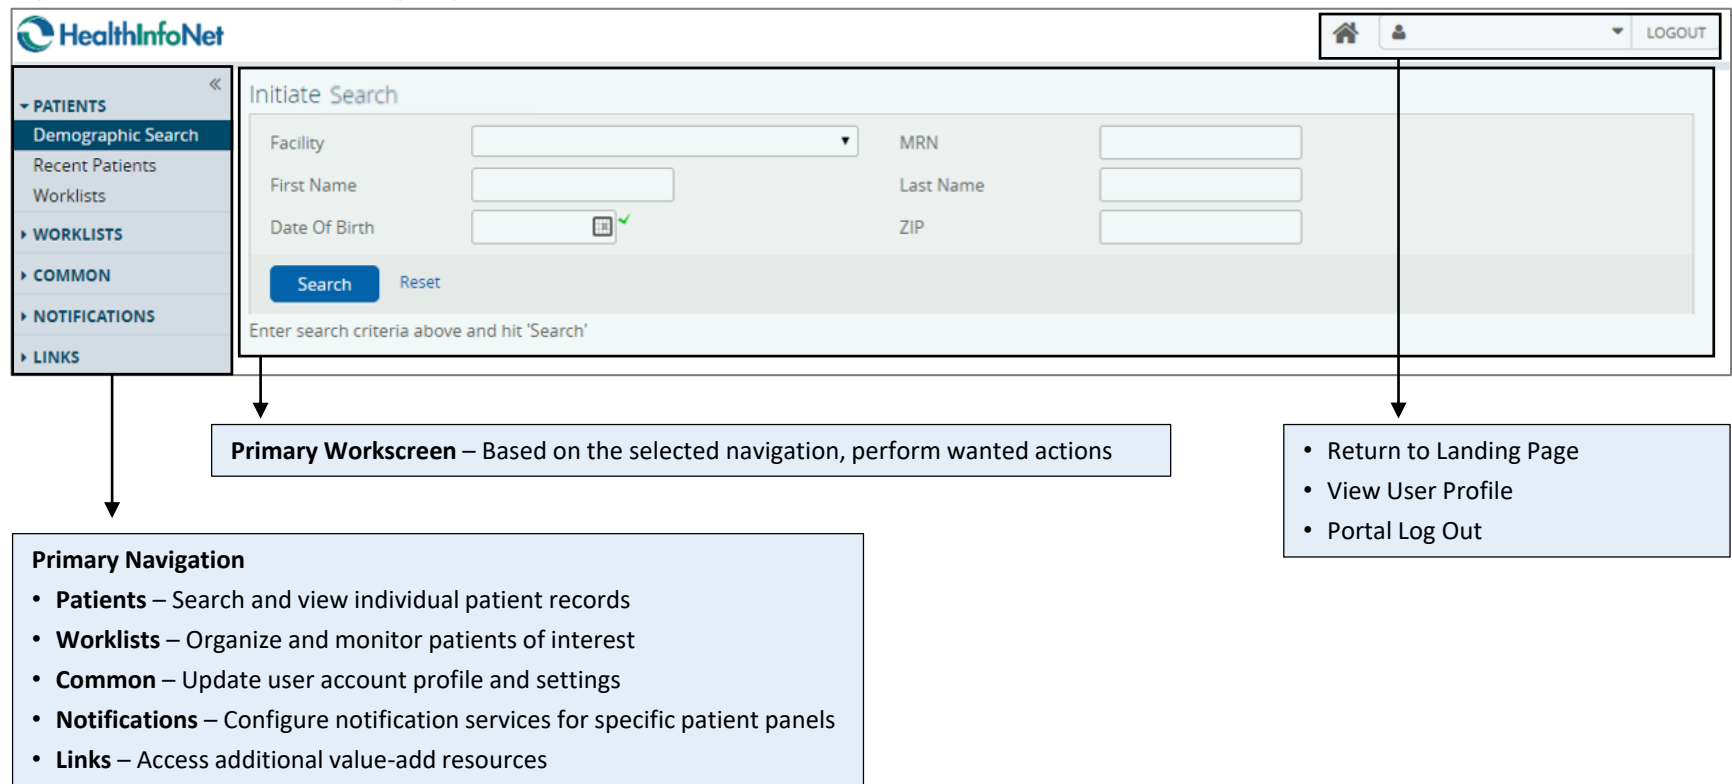 HealthInfoNet
LOGOUT
PATIENTS
Demographic Search
Recent Patients
Worklists
WORKLISTS
COMMON
NOTIFICATIONS
LINKS
Initiate Search
Facility
MRN
First Name
Last Name
Date Of Birth
ZIP
Search Reset
Enter search criteria above and hit 'Search'
Primary Workscreen – Based on the selected navigation, perform wanted actions
• Return to Landing Page
• View User Profile
• Portal Log Out
Primary Navigation
• Patients – Search and view individual patient records
• Worklists – Organize and monitor patients of interest
• Common – Update user account profile and settings
• Notifications – Configure notification services for specific patient panels
• Links – Access additional value-add resources